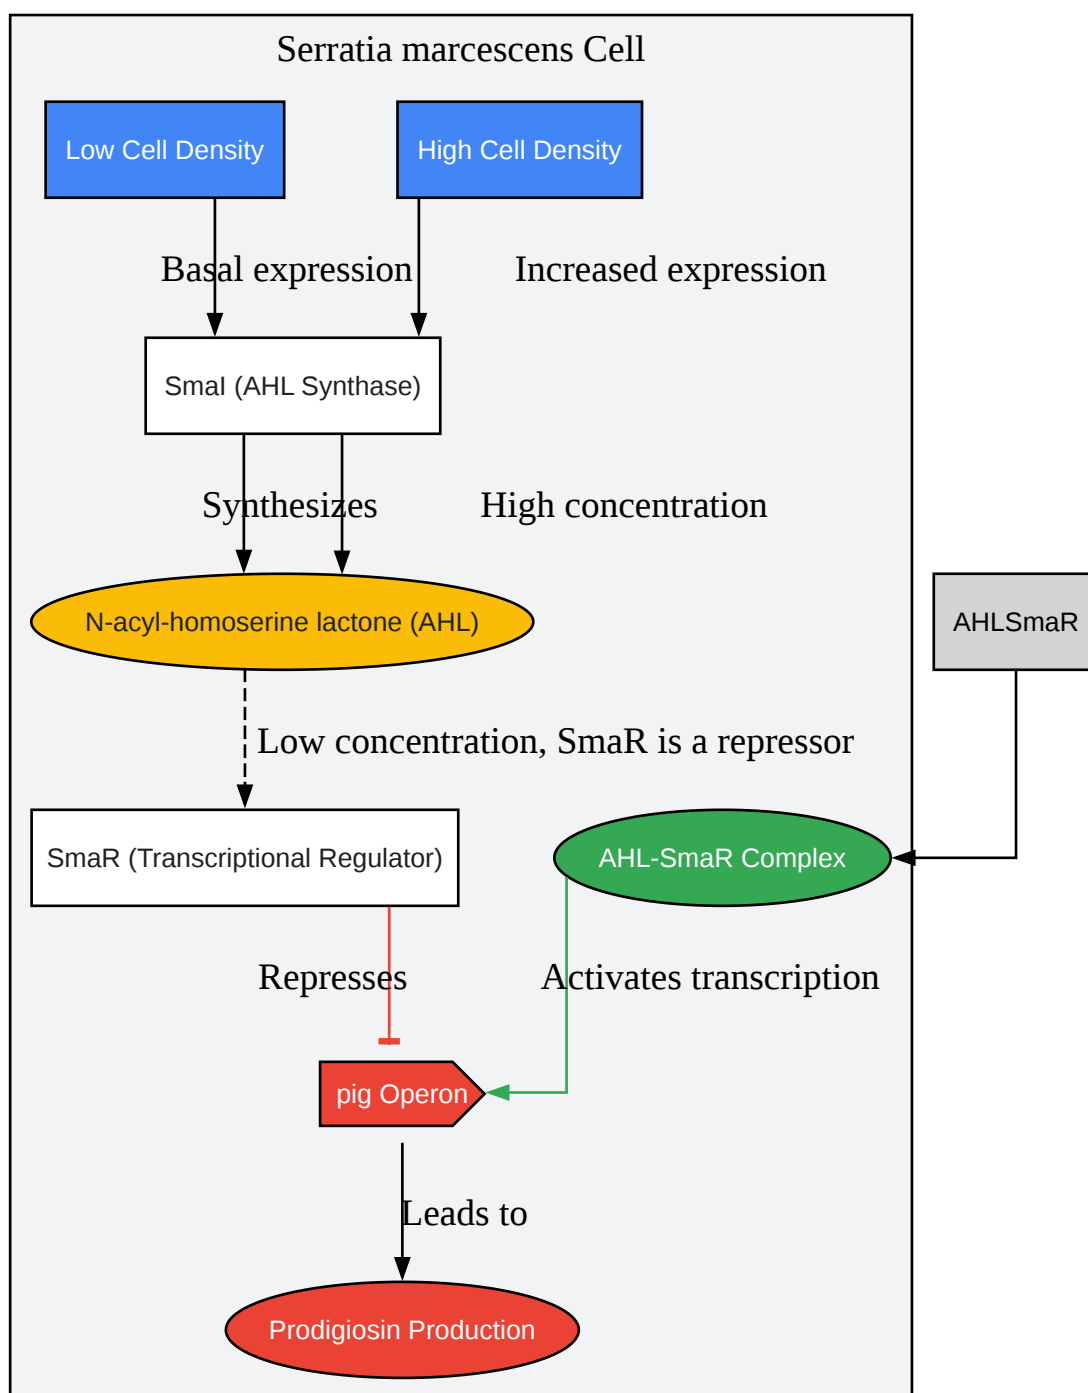 Serratia marcescens Cell
Low Cell Density
High Cell Density
Basal expression
Increased expression
SmaI (AHL Synthase)
Synthesizes
High concentration
N-acyl-homoserine lactone (AHL)
AHLSmaR
Low concentration, SmaR is a repressor
SmaR (Transcriptional Regulator)
AHL-SmaR Complex
Represses
Activates transcription
pig Operon
Leads to
Prodigiosin Production